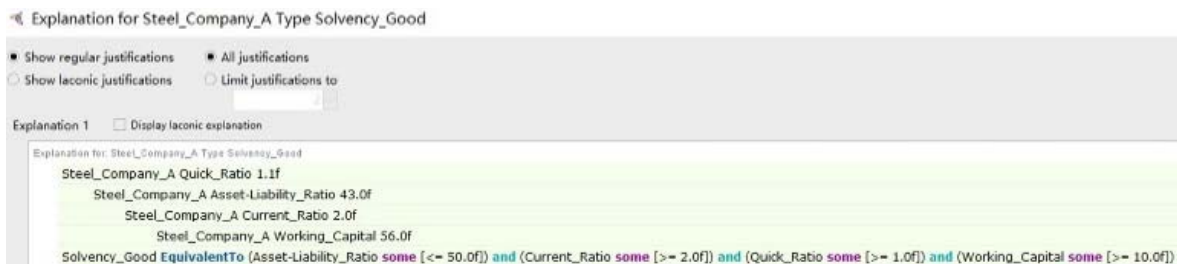 Explanation for Steel_Company_A Type Solvency_Good
Show regular justifications All justifications
Show laconic justifications Limit justifications to
Explanation 1 Display laconic explanation
Explanation for: Steel_Company_A Type Solvency_Good
Steel_Company_A Quick_Ratio 1.1f
Steel_Company_A Asset-Liability_Ratio 43.0f
Steel_Company_A Current_Ratio 2.0f
Steel_Company_A Working_Capital 56.0f
Solvency_Good EquivalentTo (Asset-Liability_Ratio some [<= 50.0f]) and (Current_Ratio some [>= 2.0f]) and (Quick_Ratio some [>= 1.0f]) and (Working_Capital some [>= 10.0f])